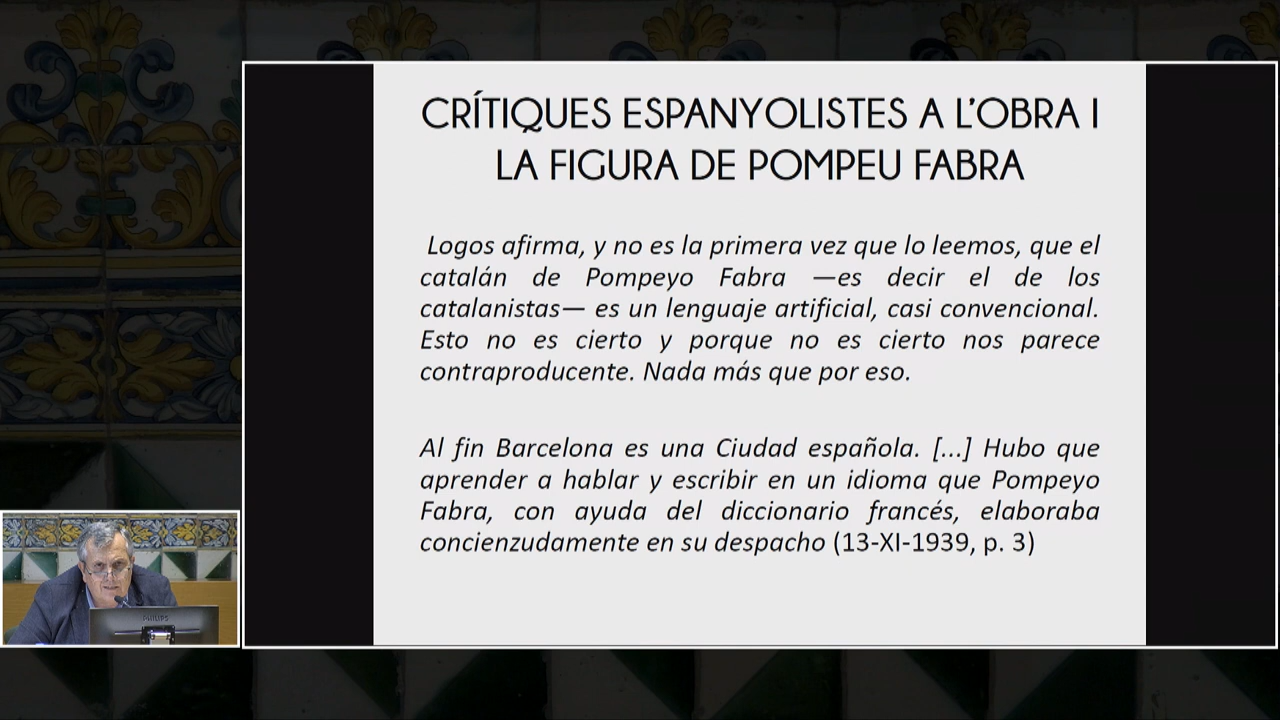 CRÍTIQUES ESPANYOLISTES A L'OBRA I
LA FIGURA DE POMPEU FABRA
Logos afirma, y no es la primera vez que lo leemos, que el
catalán de Pompeyo Fabra —es decir el de los
catalanistas— es un lenguaje artificial, casi convencional.
Esto no es cierto y porque no es cierto nos parece
contraproducente. Nada más que por eso.
Al fin Barcelona es una Ciudad española. [...] Hubo que
aprender a hablar y escribir en un idioma que Pompeyo
Fabra, con ayuda del diccionario francés, elaboraba
concienzudamente en su despacho (13-XI-1939, p. 3)
PHILIPS